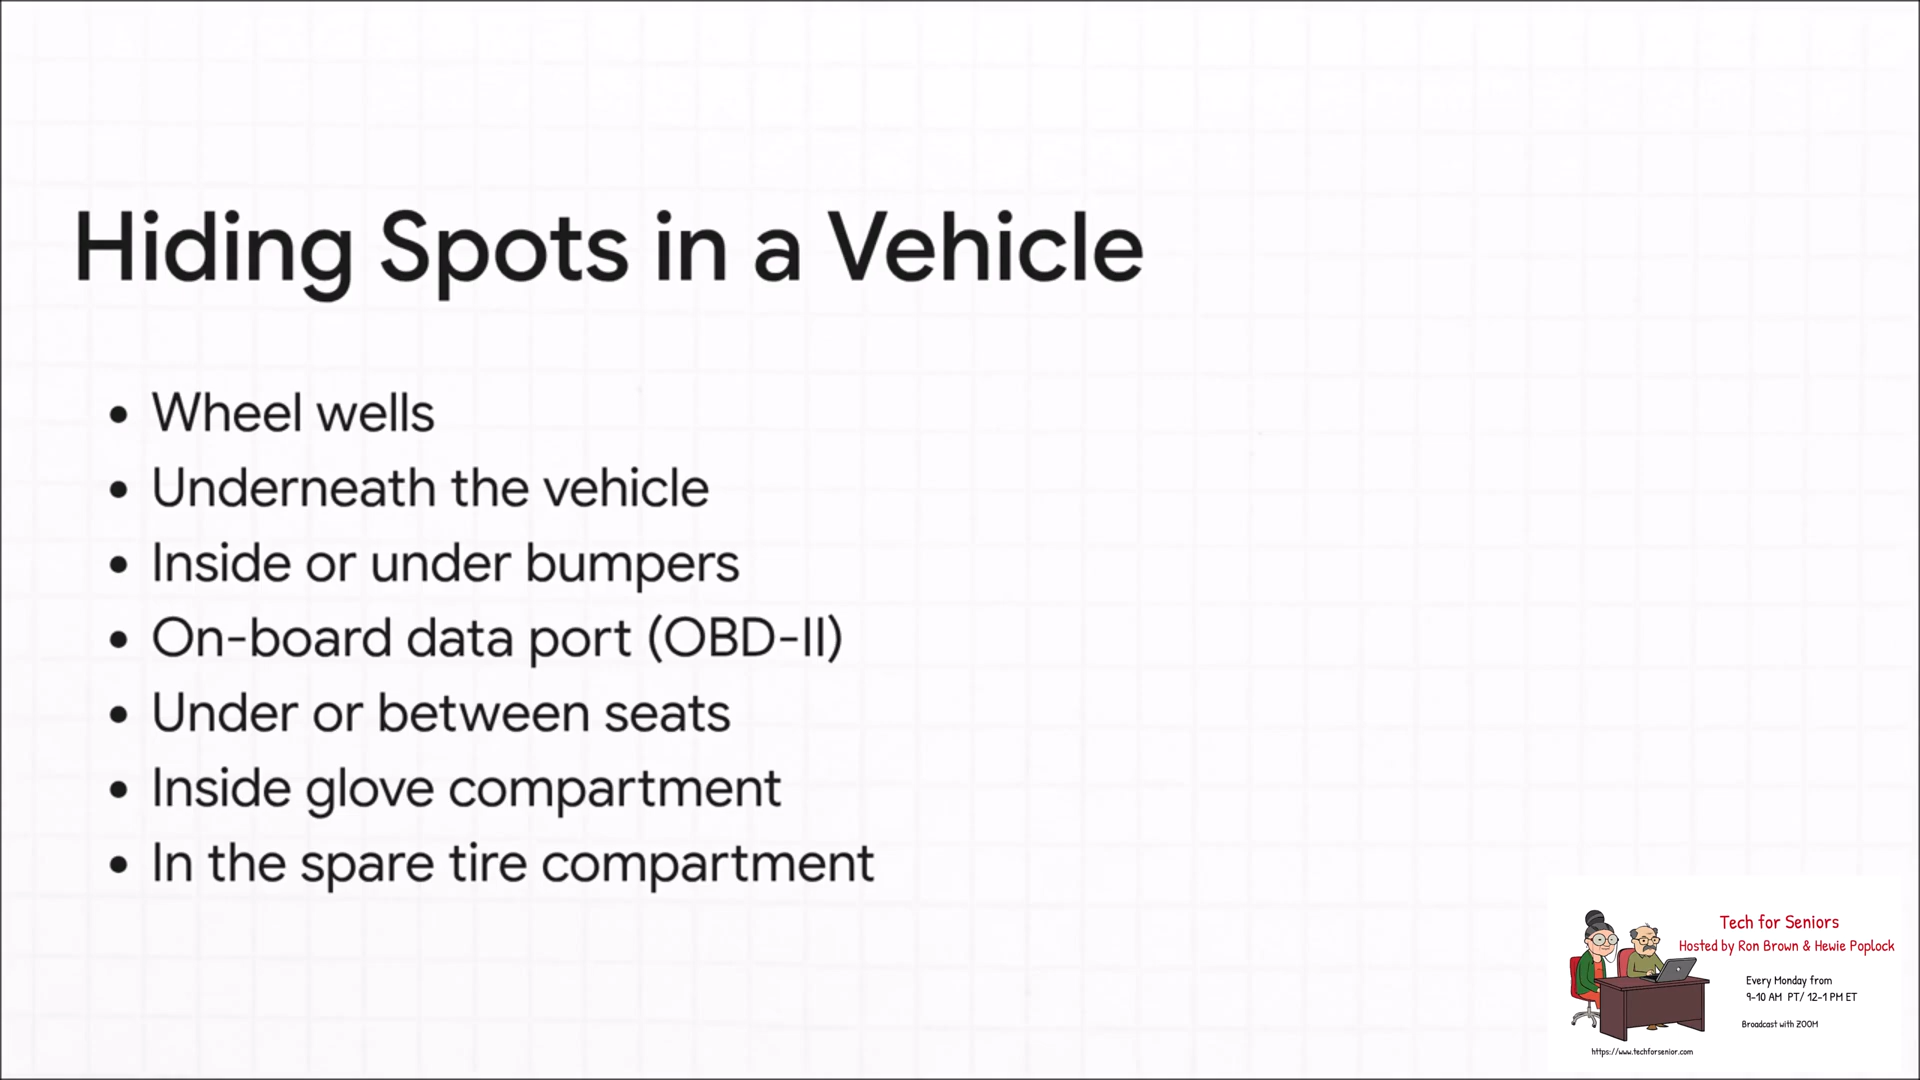 Hiding Spots in a Vehicle
• Wheel wells
• Underneath the vehicle
• Inside or under bumpers
• On-board data port (OBD-II)
• Under or between seats
• Inside glove compartment
• In the spare tire compartment
Tech for Seniors
Hosted by Ron Brown & Hewie Poplock
Every Monday from
9-10 AM PT/ 12-1 PM ET
Broadcast with ZOOM
https://www.techforsenior.com